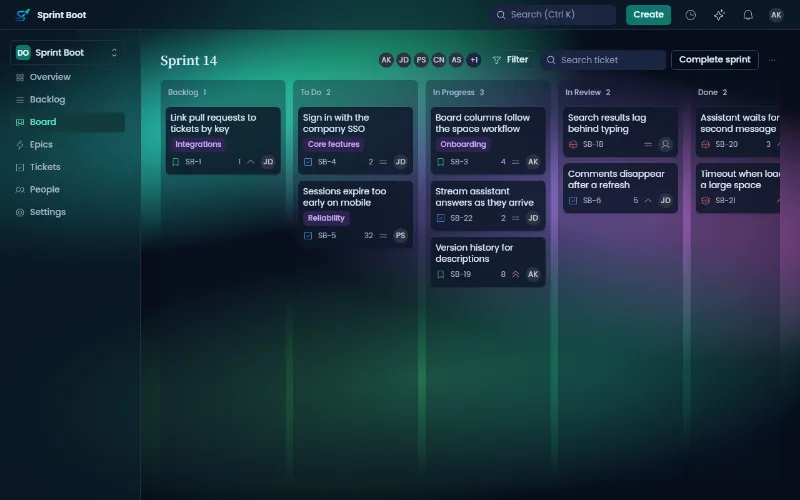 Sprint Boot
Search (Ctrl K)
Create
AK
DO
Sprint Boot
Overview
Backlog
Board
Epics
Tickets
People
Settings
Sprint 14
AK
JD
PS
CN
AS
+1
Filter
Search ticket
Complete sprint
Backlog 1
Link pull requests to
tickets by key
Integrations
SB-1
1
JD
To Do 2
Sign in with the
company SSO
Core features
SB-4
2
JD
Sessions expire too
early on mobile
Reliability
SB-5
32
PS
In Progress 3
Board columns follow
the space workflow
Onboarding
SB-3
4
AK
Stream assistant
answers as they arrive
SB-22
2
JD
Version history for
descriptions
SB-19
8
AK
In Review 2
Search results lag
behind typing
SB-18
Comments disappear
after a refresh
SB-6
5
JD
Done 2
Assistant waits for
second message
SB-20
3
Timeout when
a large space
SB-21